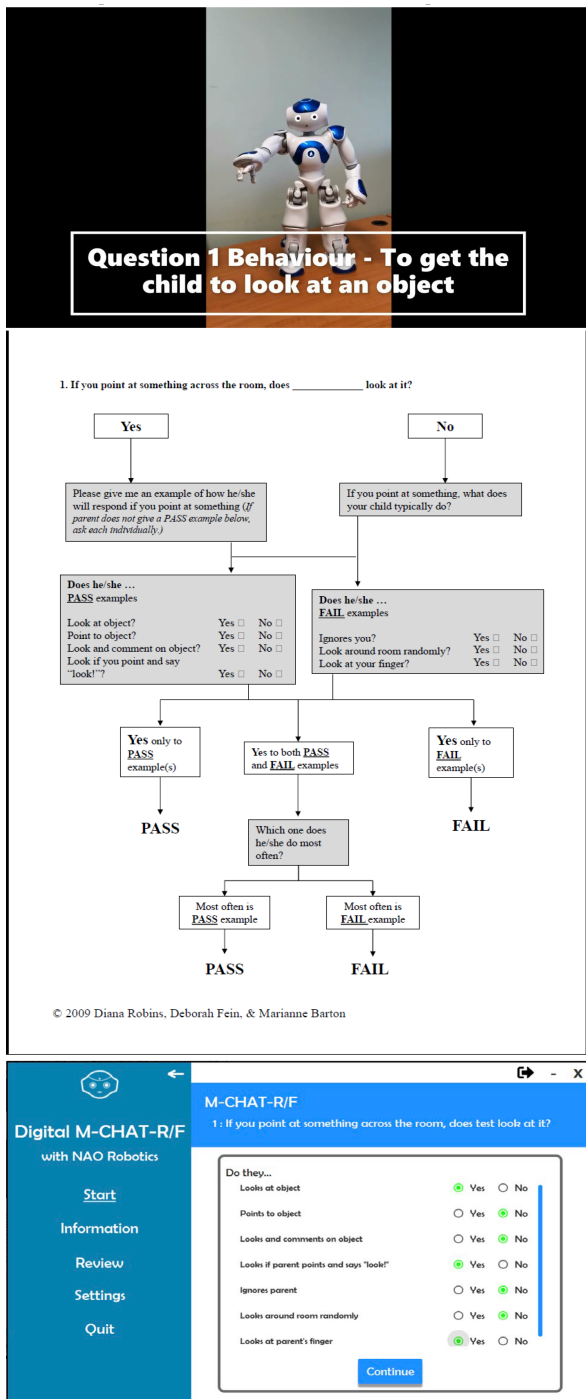 Question 1 Behaviour - To get the
child to look at an object
1. If you point at something across the room, does _____________ look at it?
Yes
No
Please give me an example of how he/she
will respond if you point at something (If
parent does not give a PASS example below,
ask each individually.)
If you point at something, what does
your child typically do?
Does he/she …
PASS examples
Look at object? Yes □ No □
Point to object? Yes □ No □
Look and comment on object? Yes □ No □
Look if you point and say
“look!”? Yes □ No □
Does he/she …
FAIL examples
Ignores you? Yes □ No □
Look around room randomly? Yes □ No □
Look at your finger? Yes □ No □
Yes only to
PASS
example(s)
Yes to both PASS
and FAIL examples
Yes only to
FAIL
example(s)
PASS
FAIL
Which one does
he/she do most
often?
Most often is
PASS example
Most often is
FAIL example
PASS
FAIL
© 2009 Diana Robins, Deborah Fein, & Marianne Barton
Digital M-CHAT-R/F
with NAO Robotics
Start
Information
Review
Settings
Quit
- X
M-CHAT-R/F
1 : If you point at something across the room, does test look at it?
Do they...
Looks at object Yes No
Points to object Yes No
Looks and comments on object Yes No
Looks if parent points and says "look!" Yes No
Ignores parent Yes No
Looks around room randomly Yes No
Looks at parent's finger Yes No
Continue